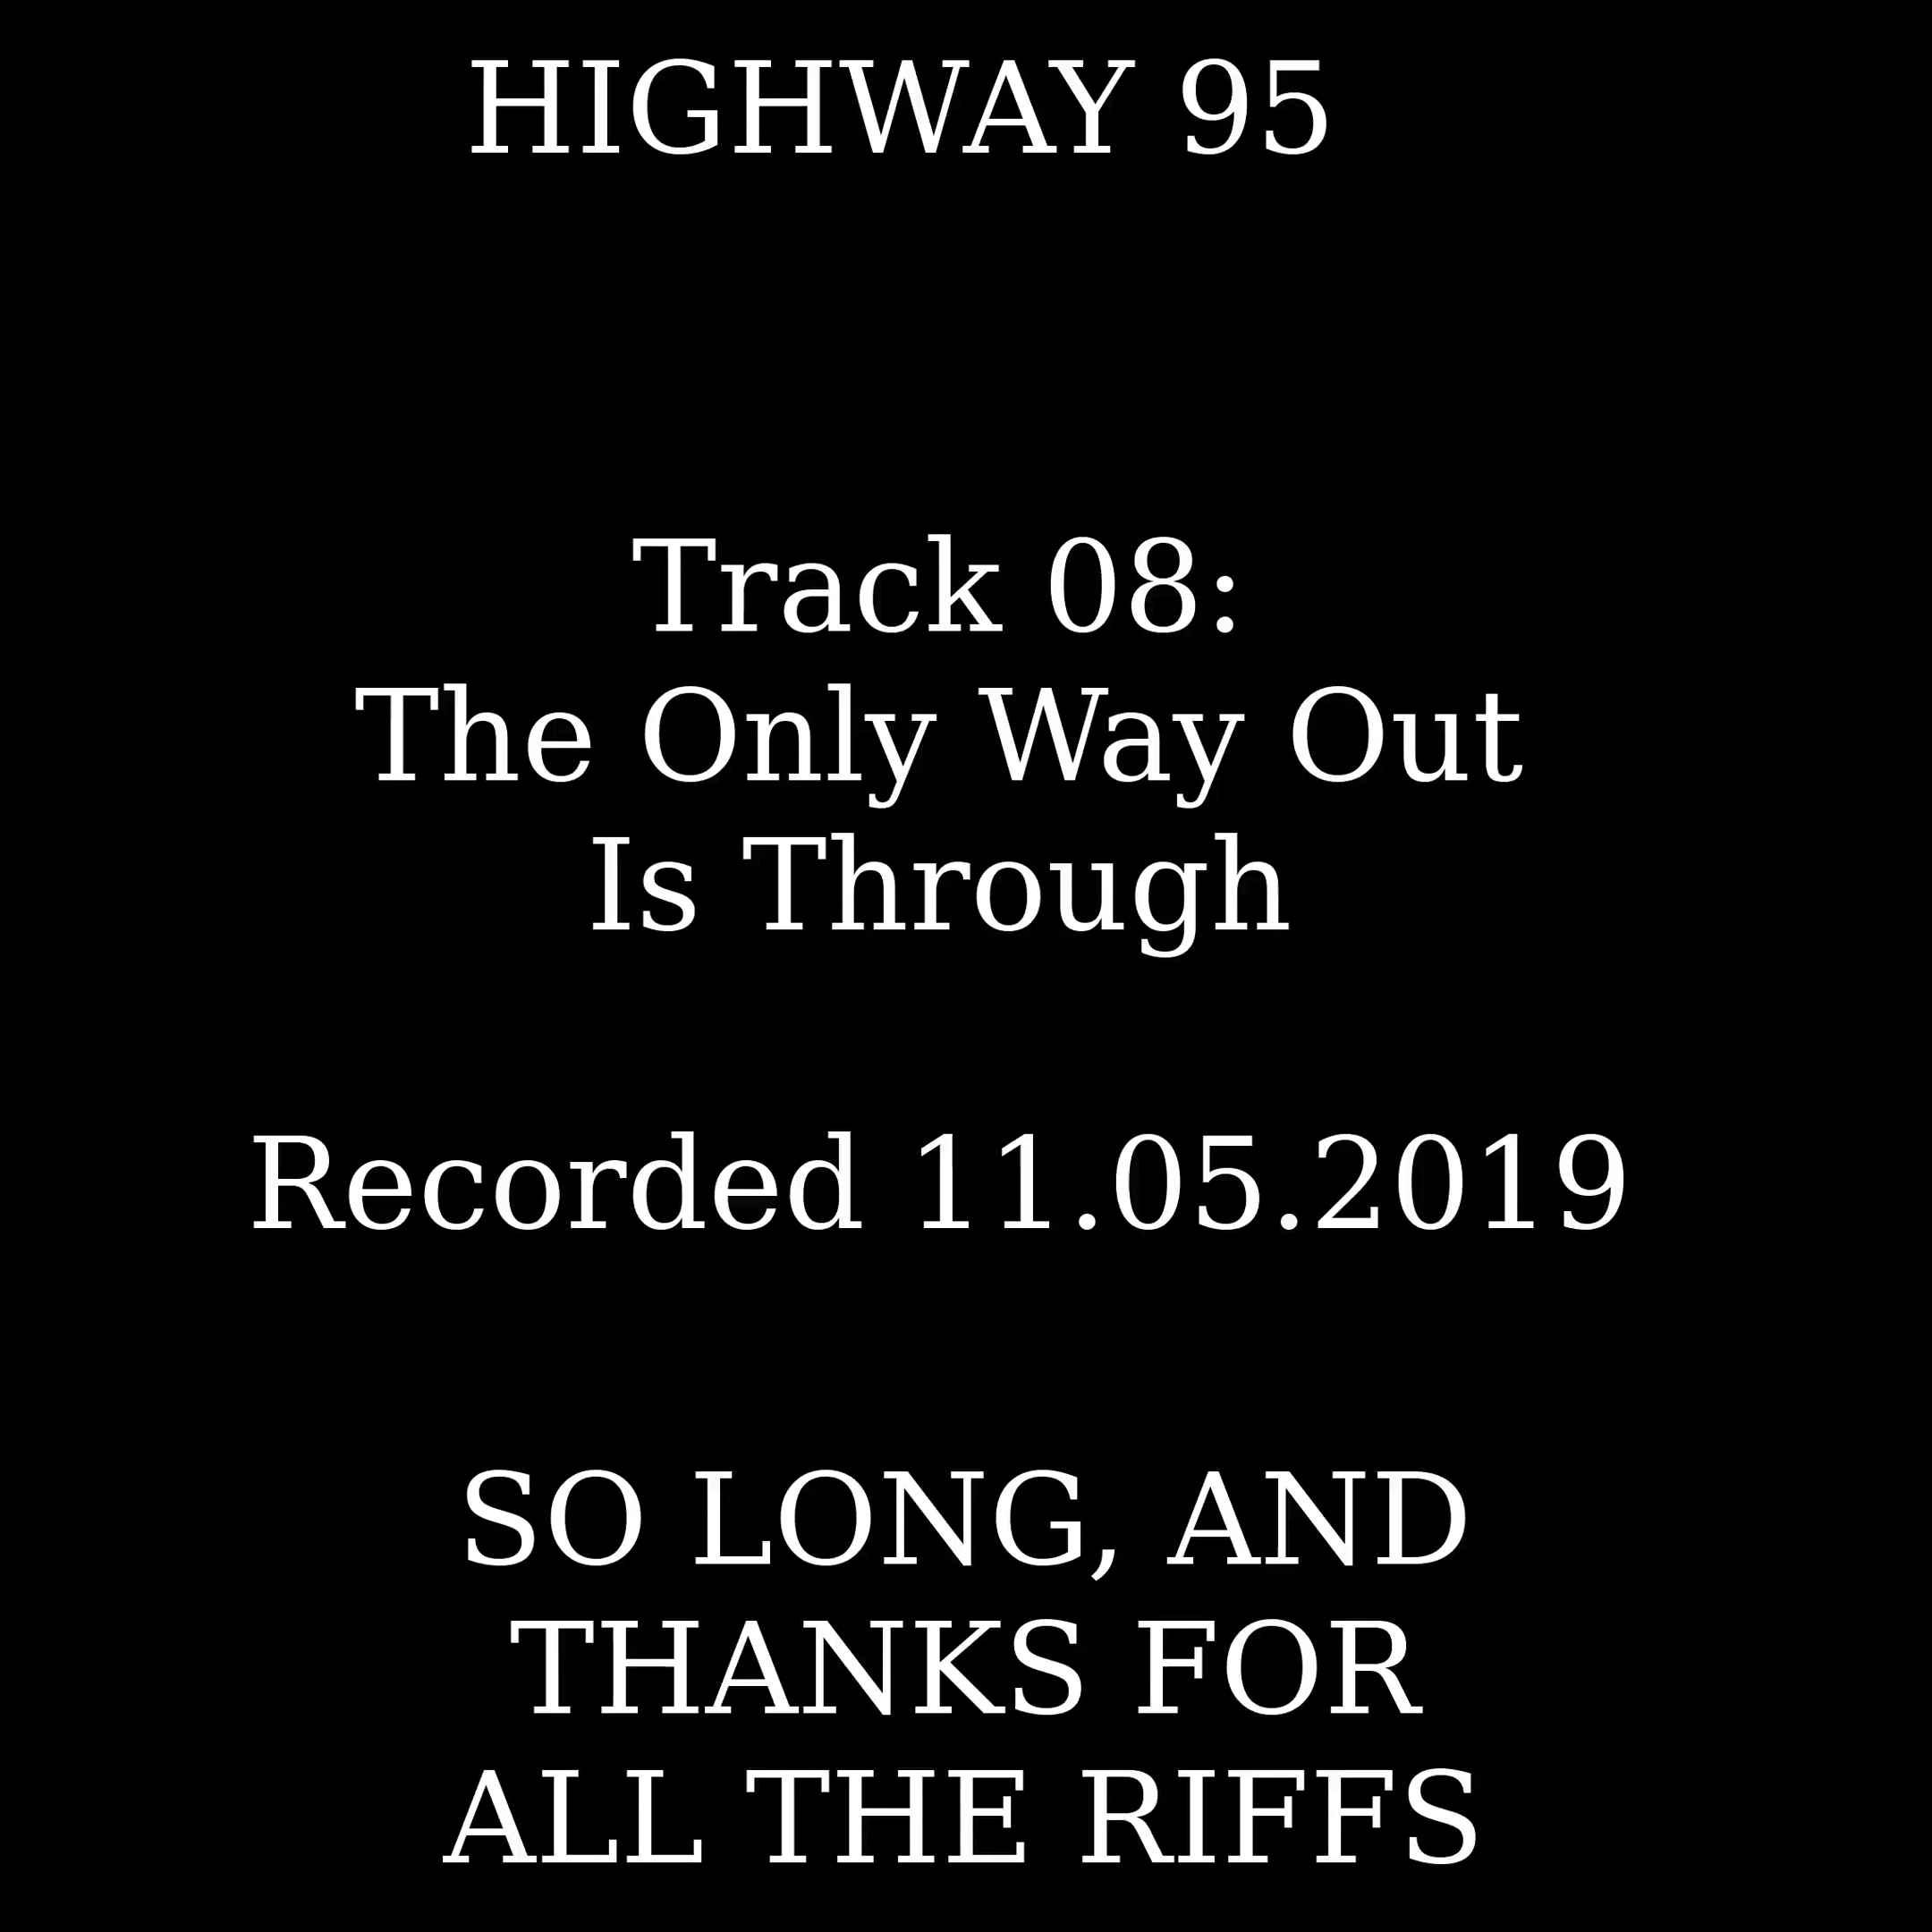 HIGHWAY 95
Track 08:
The Only Way Out
Is Through
Recorded 11.05.2019
SO LONG, AND
THANKS FOR
ALL THE RIFFS